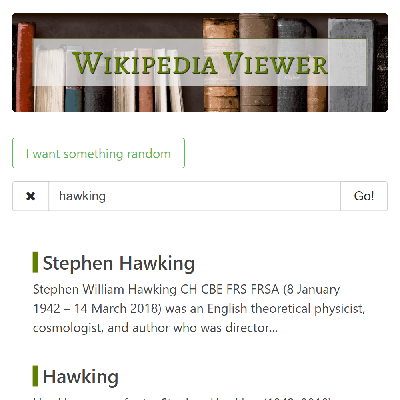 Wikipedia Viewer
I want something random
✖ hawking Go!
Stephen Hawking
Stephen William Hawking CH CBE FRS FRSA (8 January
1942 – 14 March 2018) was an English theoretical physicist,
cosmologist, and author who was director...
Hawking